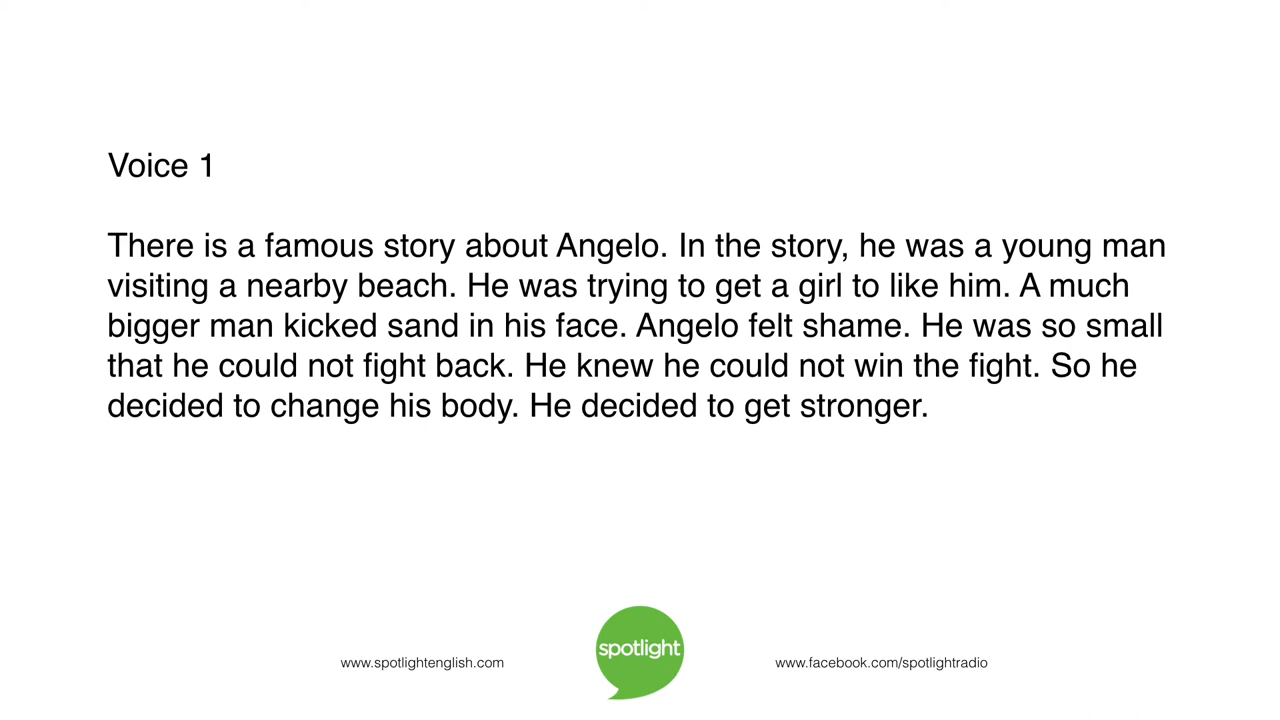 Voice 1
There is a famous story about Angelo. In the story, he was a young man
visiting a nearby beach. He was trying to get a girl to like him. A much
bigger man kicked sand in his face. Angelo felt shame. He was so small
that he could not fight back. He knew he could not win the fight. So he
decided to change his body. He decided to get stronger.
spotlight
www.spotlightenglish.com
www.facebook.com/spotlightradio